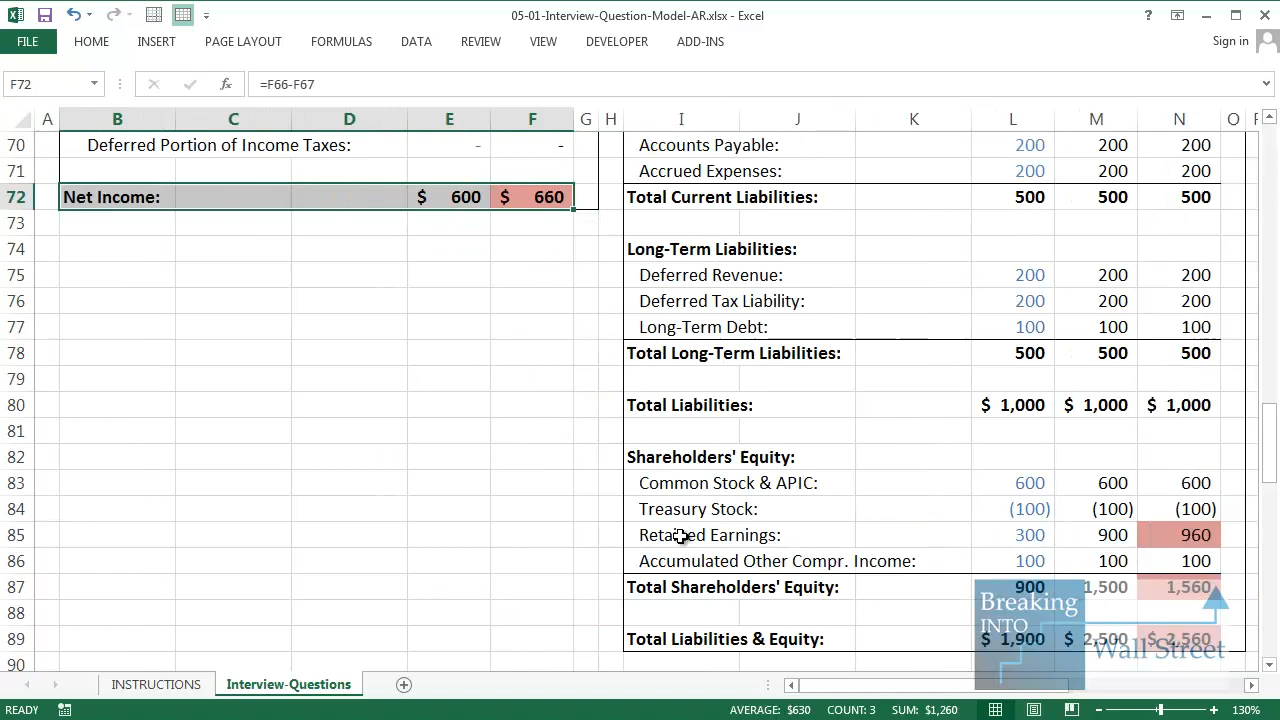 05-01-Interview-Question-Model-AR.xlsx - Excel
FILE HOME INSERT PAGE LAYOUT FORMULAS DATA REVIEW VIEW DEVELOPER ADD-INS Sign in
F72 fx =F66-F67
A B C D E F G H I J K L M N O P
70 Deferred Portion of Income Taxes: - - Accounts Payable: 200 200 200
71 Accrued Expenses: 200 200 200
72 Net Income: $ 600 $ 660 Total Current Liabilities: 500 500 500
73
74 Long-Term Liabilities:
75 Deferred Revenue: 200 200 200
76 Deferred Tax Liability: 200 200 200
77 Long-Term Debt: 100 100 100
78 Total Long-Term Liabilities: 500 500 500
79
80 Total Liabilities: $ 1,000 $ 1,000 $ 1,000
81
82 Shareholders' Equity:
83 Common Stock & APIC: 600 600 600
84 Treasury Stock: (100) (100) (100)
85 Retained Earnings: 300 900 960
86 Accumulated Other Compr. Income: 100 100 100
87 Total Shareholders' Equity: 900 1,500 1,560
88
89 Total Liabilities & Equity: $ 1,900 $ 2,500 $ 2,560
90
Breaking
INTO
Wall Street
INSTRUCTIONS Interview-Questions
READY AVERAGE: $630 COUNT: 3 SUM: $1,260 130%